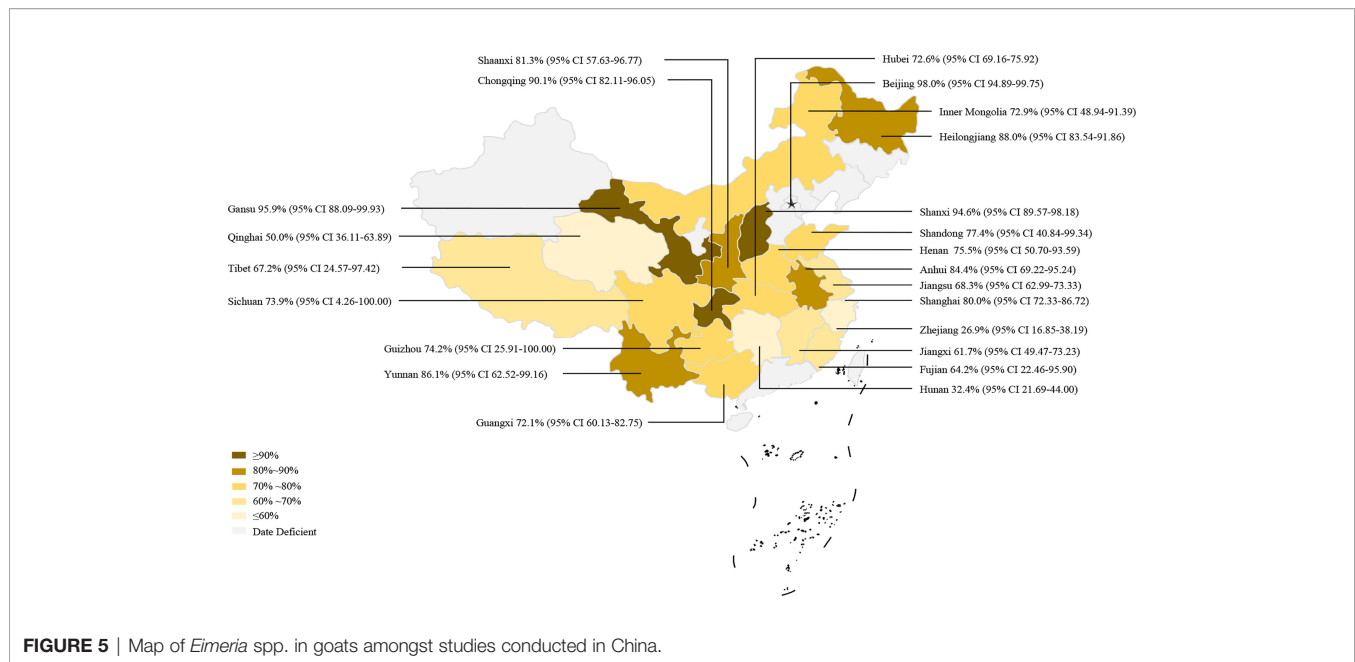 Shaanxi 81.3% (95% CI 57.63-96.77)
Chongqing 90.1% (95% CI 82.11-96.05)
Hubei 72.6% (95% CI 69.16-75.92)
Beijing 98.0% (95% CI 94.89-99.75)
Inner Mongolia 72.9% (95% CI 48.94-91.39)
Heilongjiang 88.0% (95% CI 83.54-91.86)
Gansu 95.9% (95% CI 88.09-99.93)
Qinghai 50.0% (95% CI 36.11-63.89)
Tibet 67.2% (95% CI 24.57-97.42)
Sichuan 73.9% (95% CI 4.26-100.00)
Guizhou 74.2% (95% CI 25.91-100.00)
Yunnan 86.1% (95% CI 62.52-99.16)
Guangxi 72.1% (95% CI 60.13-82.75)
Shanxi 94.6% (95% CI 89.57-98.18)
Shandong 77.4% (95% CI 40.84-99.34)
Henan 75.5% (95% CI 50.70-93.59)
Anhui 84.4% (95% CI 69.22-95.24)
Jiangsu 68.3% (95% CI 62.99-73.33)
Shanghai 80.0% (95% CI 72.33-86.72)
Zhejiang 26.9% (95% CI 16.85-38.19)
Jiangxi 61.7% (95% CI 49.47-73.23)
Fujian 64.2% (95% CI 22.46-95.90)
Hunan 32.4% (95% CI 21.69-44.00)
≥90%
80%~90%
70% ~80%
60% ~70%
≤60%
Date Deficient
FIGURE 5 | Map of Eimeria spp. in goats amongst studies conducted in China.